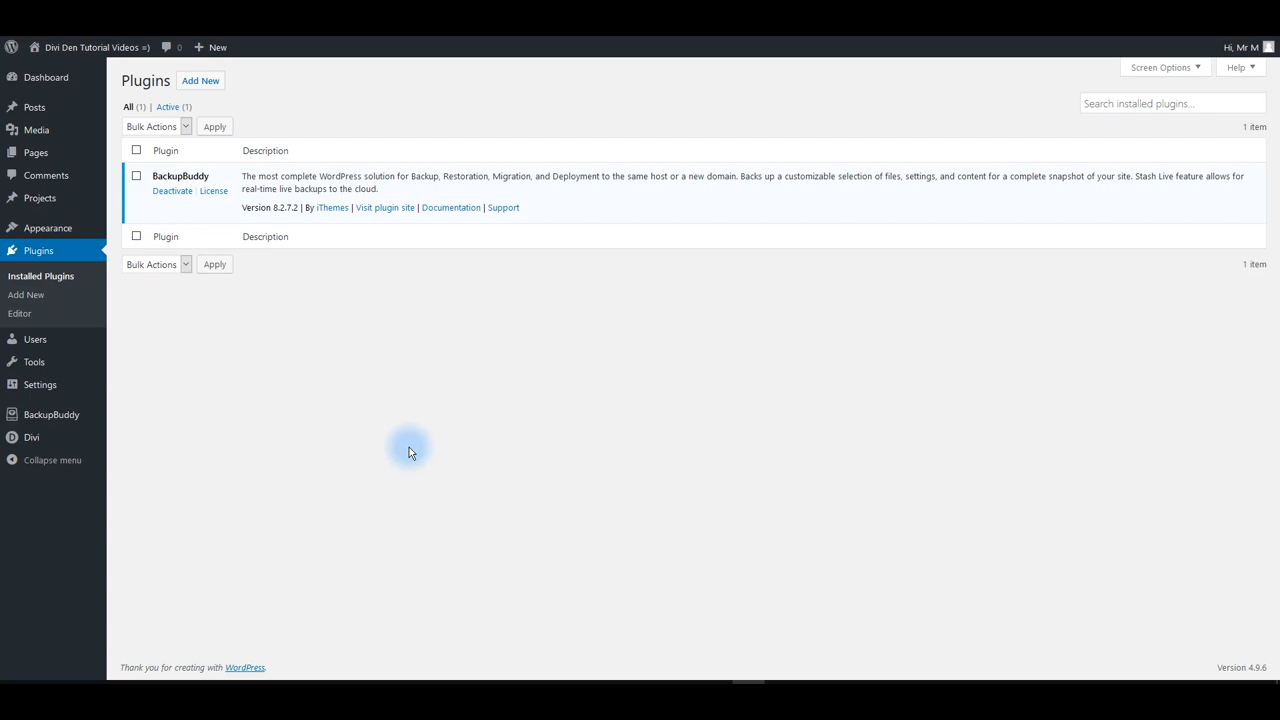 Divi Den Tutorial Videos =) 0 New Hi, Mr M
Dashboard
Posts
Media
Pages
Comments
Projects
Appearance
Plugins
Installed Plugins
Add New
Editor
Users
Tools
Settings
BackupBuddy
Divi
Collapse menu
Screen Options Help
Plugins Add New
All (1) | Active (1)
Search installed plugins...
Bulk Actions Apply 1 item
Plugin Description
BackupBuddy
Deactivate | License
The most complete WordPress solution for Backup, Restoration, Migration, and Deployment to the same host or a new domain. Backs up a customizable selection of files, settings, and content for a complete snapshot of your site. Stash Live feature allows for
real-time live backups to the cloud.
Version 8.2.7.2 | By iThemes | Visit plugin site | Documentation | Support
Plugin Description
Bulk Actions Apply 1 item
Thank you for creating with WordPress. Version 4.9.6